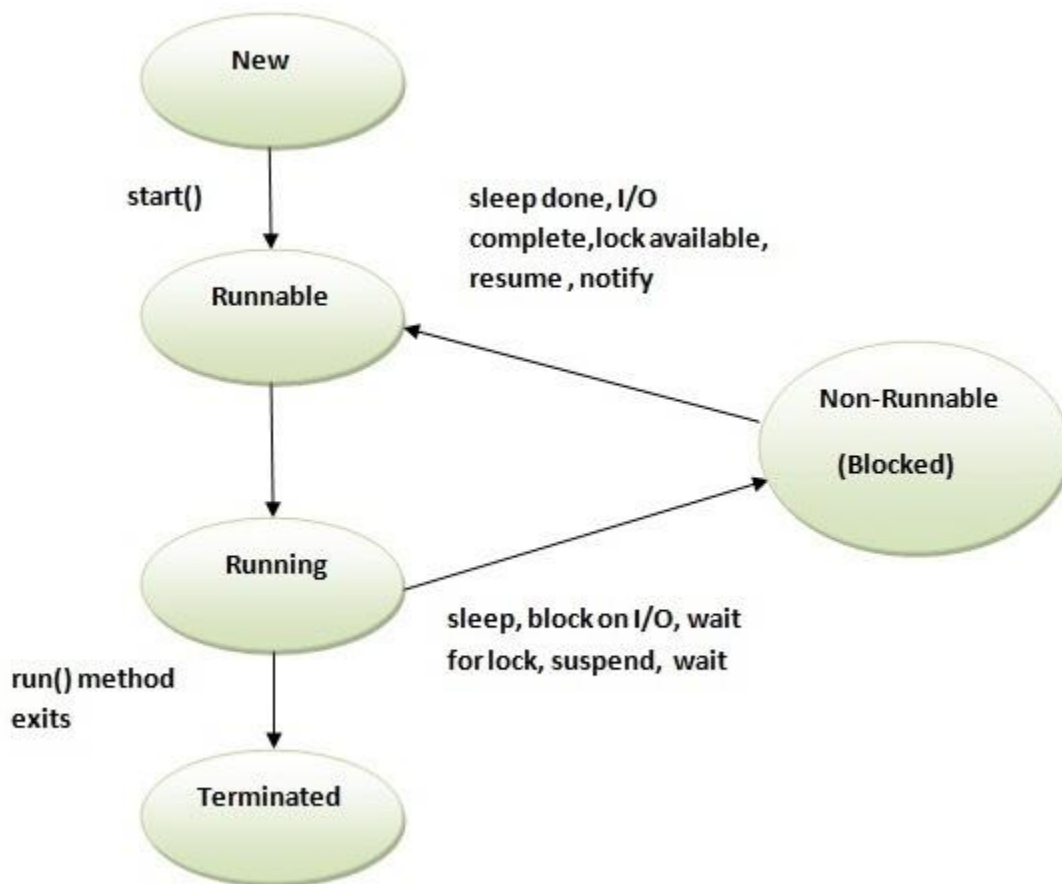 New
start()
sleep done, I/O
complete,lock available,
resume , notify
Runnable
Non-Runnable
(Blocked)
Running
sleep, block on I/O, wait
for lock, suspend, wait
run() method
exits
Terminated